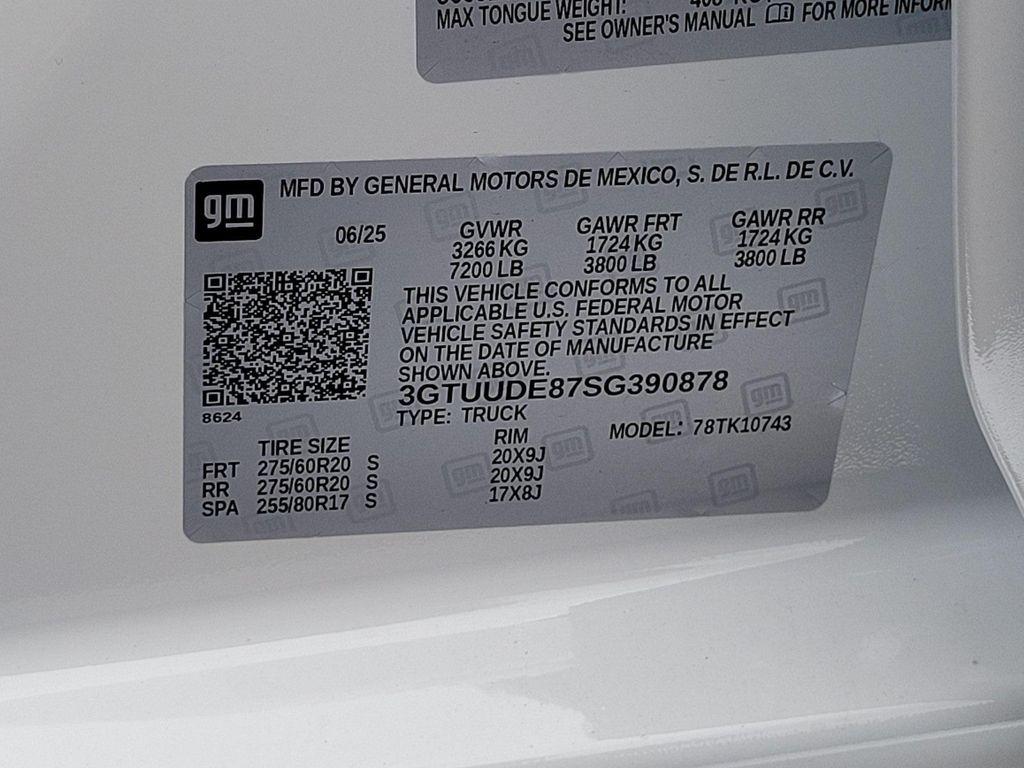 MAX TONGUE WEIGHT: 408
SEE OWNER'S MANUAL FOR MORE
gm
MFD BY GENERAL MOTORS DE MEXICO, S. DE R.L. DE C.V.
06/25 GVWR GAWR FRT GAWR RR
3266 KG 1724 KG 1724 KG
7200 LB 3800 LB 3800 LB
THIS VEHICLE CONFORMS TO ALL
APPLICABLE U.S. FEDERAL MOTOR
VEHICLE SAFETY STANDARDS IN EFFECT
ON THE DATE OF MANUFACTURE
SHOWN ABOVE.
3GTUUDE87SG390878
8624
TYPE: TRUCK
MODEL: 78TK10743
TIRE SIZE RIM
FRT 275/60R20 S 20X9J
RR 275/60R20 S 20X9J
SPA 255/80R17 S 17X8J